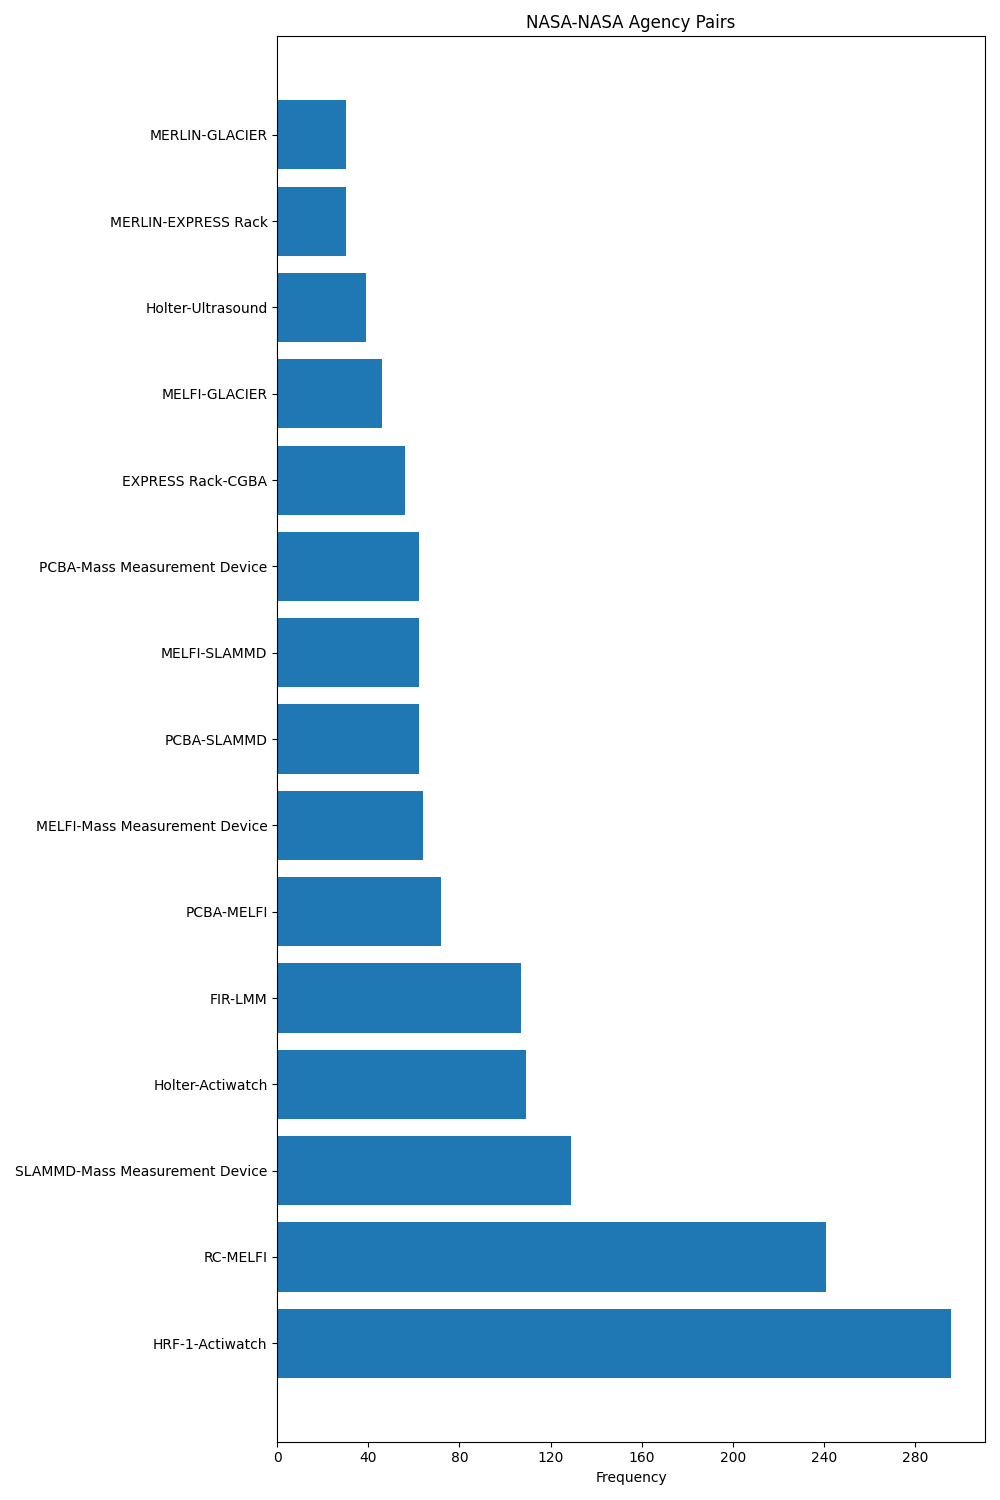 NASA-NASA Agency Pairs
MERLIN-GLACIER
MERLIN-EXPRESS Rack
Holter-Ultrasound
MELFI-GLACIER
EXPRESS Rack-CGBA
PCBA-Mass Measurement Device
MELFI-SLAMMD
PCBA-SLAMMD
MELFI-Mass Measurement Device
PCBA-MELFI
FIR-LMM
Holter-Actiwatch
SLAMMD-Mass Measurement Device
RC-MELFI
HRF-1-Actiwatch
0 40 80 120 160 200 240 280
Frequency